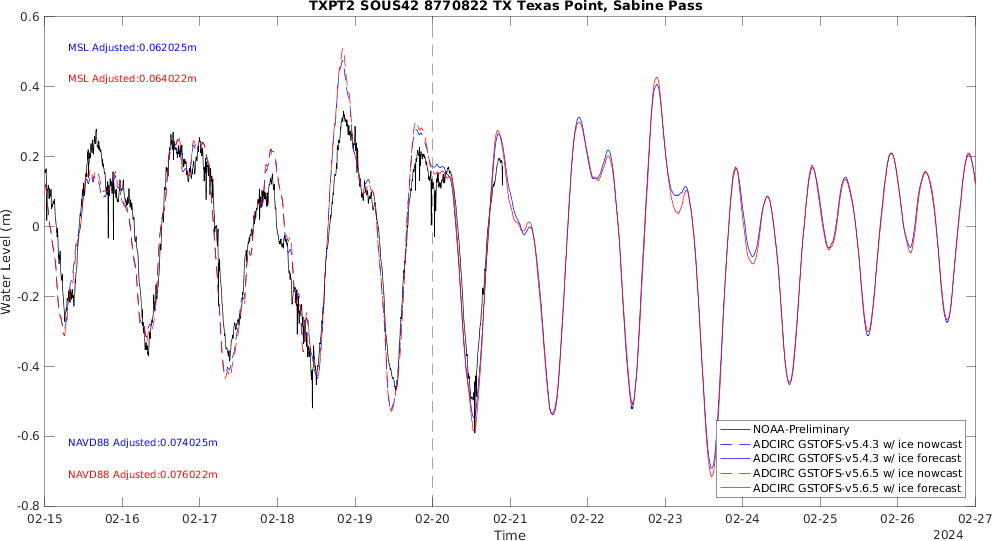 TXPT2 SOUS42 8770822 TX Texas Point, Sabine Pass
MSL Adjusted:0.062025m
MSL Adjusted:0.064022m
NAVD88 Adjusted:0.074025m
NAVD88 Adjusted:0.076022m
Water Level (m)
0.6
0.4
0.2
0
-0.2
-0.4
-0.6
-0.8
NOAA-Preliminary
ADCIRC GSTOFS-v5.4.3 w/ ice nowcast
ADCIRC GSTOFS-v5.4.3 w/ ice forecast
ADCIRC GSTOFS-v5.6.5 w/ ice nowcast
ADCIRC GSTOFS-v5.6.5 w/ ice forecast
02-15 02-16 02-17 02-18 02-19 02-20 02-21 02-22 02-23 02-24 02-25 02-26 02-27
Time
2024